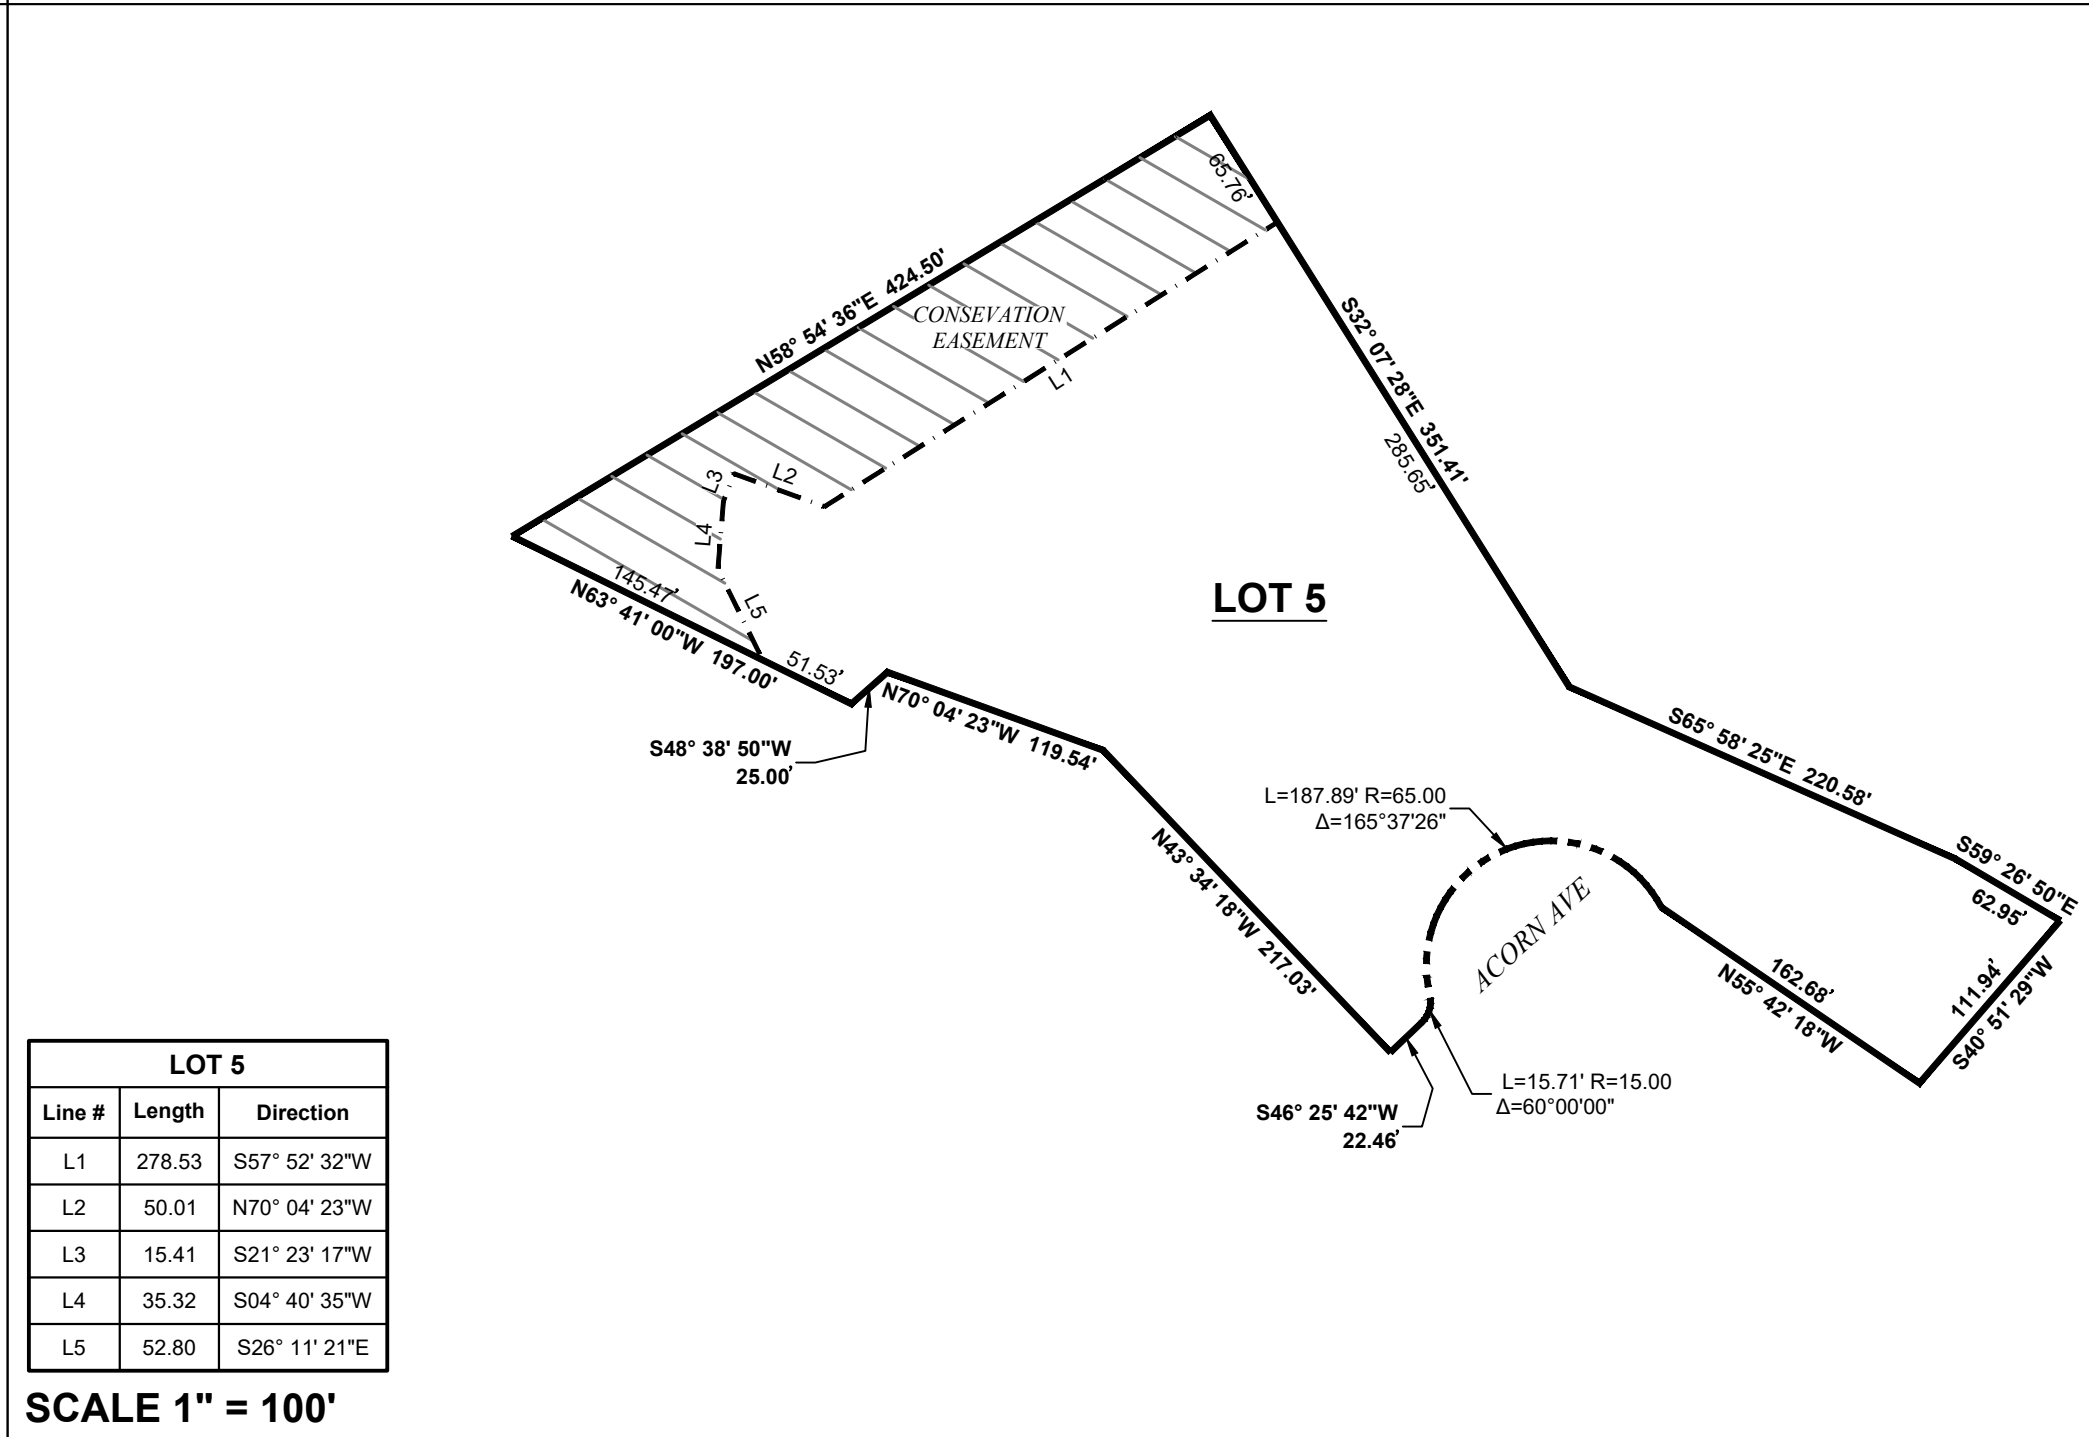 65.76'
N58° 54' 36"E 424.50'
CONSEVATION
EASEMENT
L1
S32° 07' 28"E 351.41'
285.65'
L2
L3
L4
L5
145.47'
N63° 41' 00"W 197.00'
51.53'
LOT 5
S48° 38' 50"W
25.00'
N70° 04' 23"W 119.54'
S65° 58' 25"E 220.58'
L=187.89' R=65.00
Δ=165°37'26"
N43° 34' 18"W 217.03'
ACORN AVE
S59° 26' 50"E
62.95'
162.68'
N55° 42' 18"W
111.94'
S40° 51' 29"W
L=15.71' R=15.00
Δ=60°00'00"
S46° 25' 42"W
22.46'
LOT 5
Line # Length Direction
L1 278.53 S57° 52' 32"W
L2 50.01 N70° 04' 23"W
L3 15.41 S21° 23' 17"W
L4 35.32 S04° 40' 35"W
L5 52.80 S26° 11' 21"E
SCALE 1" = 100'